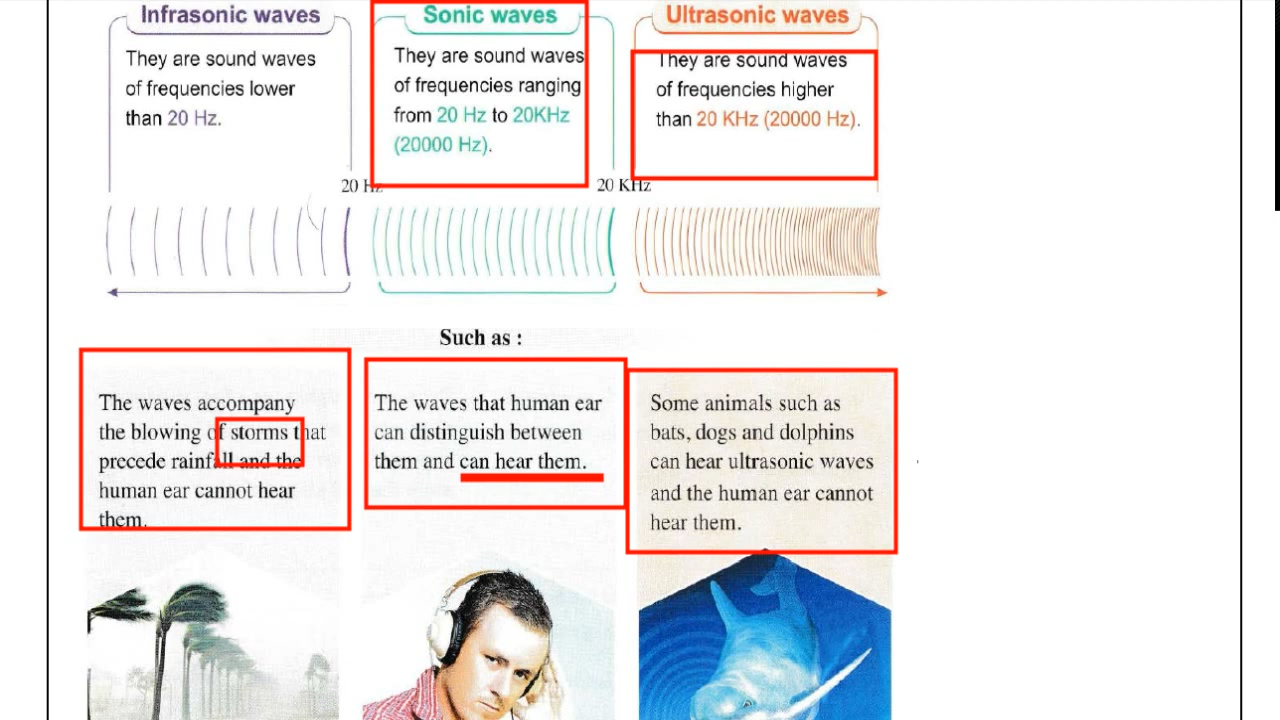 Infrasonic waves
They are sound waves
of frequencies lower
than 20 Hz.
Sonic waves
They are sound waves
of frequencies ranging
from 20 Hz to 20KHz
(20000 Hz).
Ultrasonic waves
They are sound waves
of frequencies higher
than 20 KHz (20000 Hz).
20 Hz
20 KHz
Such as :
The waves accompany
the blowing of storms that
precede rainfall and the
human ear cannot hear
them.
The waves that human ear
can distinguish between
them and can hear them.
Some animals such as
bats, dogs and dolphins
can hear ultrasonic waves
and the human ear cannot
hear them.